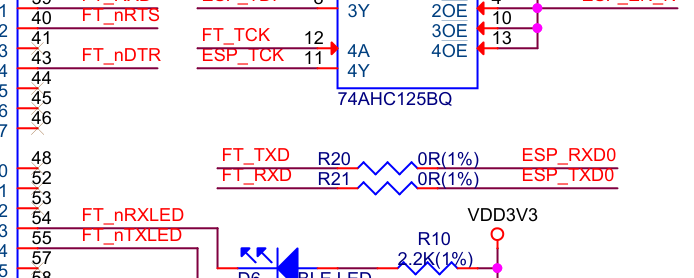 3Y
2OE
40
FT_nRTS
10
3OE
41
FT_TCK
12
4A
13
4OE
43
FT_nDTR
ESP_TCK
11
4Y
44
45
74AHC125BQ
46
48
FT_TXD
R20
0R(1%)
ESP_RXD0
52
FT_RXD
R21
0R(1%)
ESP_TXD0
53
54
FT_nRXLED
VDD3V3
55
FT_nTXLED
R10
57
2.2K(1%)